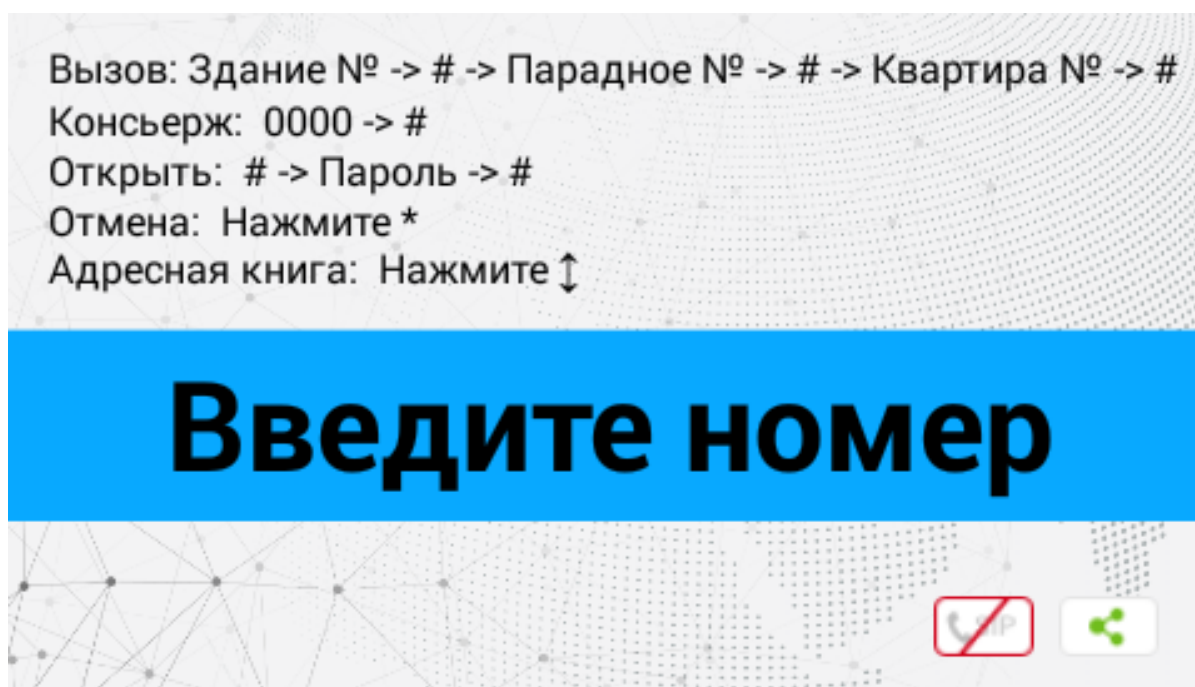 Вызов: Здание № -> # -> Парадное № -> # -> Квартира № -> #
Консьерж: 0000 -> #
Открыть: # -> Пароль -> #
Отмена: Нажмите *
Адресная книга: Нажмите ↕
Введите номер
SIP